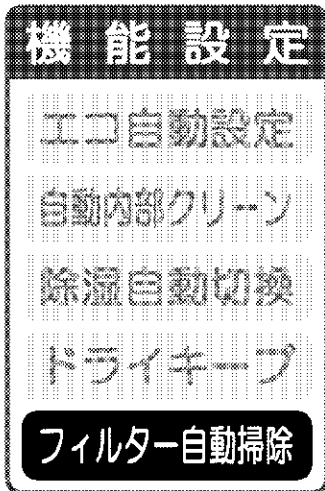 機能設定
エコ自動設定
自動内部クリーン
除湿自動切換
ドライキープ
フィルター自動掃除